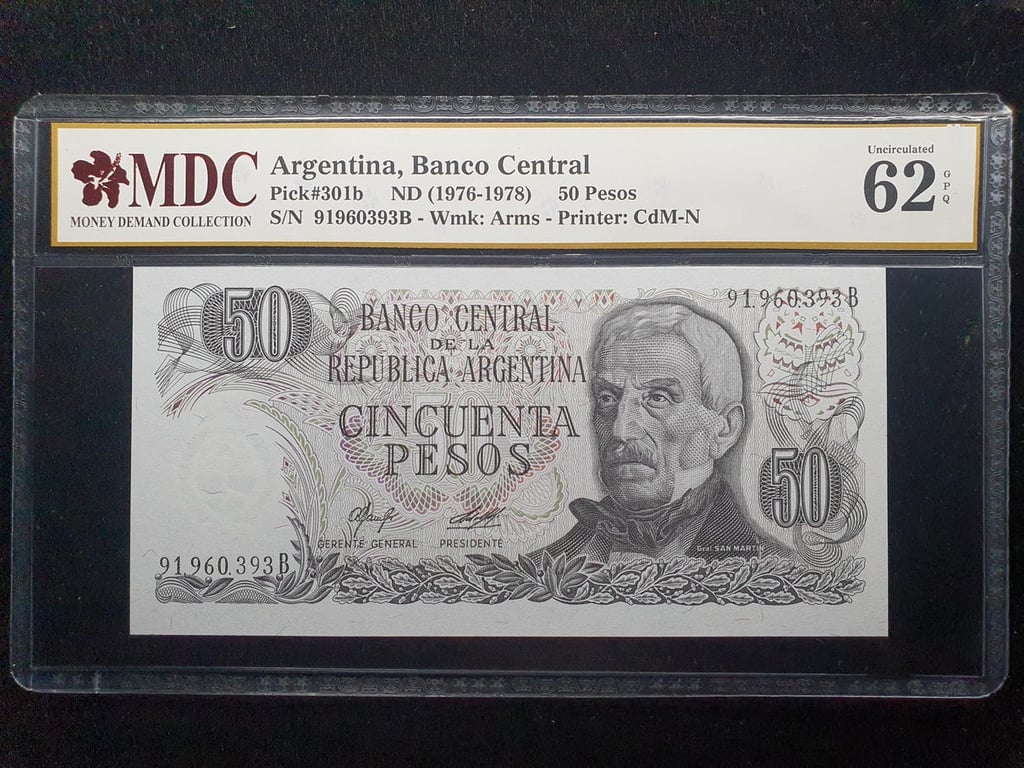 MDC
MONEY DEMAND COLLECTION
Argentina, Banco Central
Pick#301b ND (1976-1978) 50 Pesos
S/N 91960393B - Wmk: Arms - Printer: CdM-N
Uncirculated
62
GPQ
50
91.960.393B
BANCO CENTRAL
DE LA
REPUBLICA ARGENTINA
CINCUENTA
PESOS
50
GERENTE GENERAL PRESIDENTE
Gral. SAN MARTIN
91.960.393B